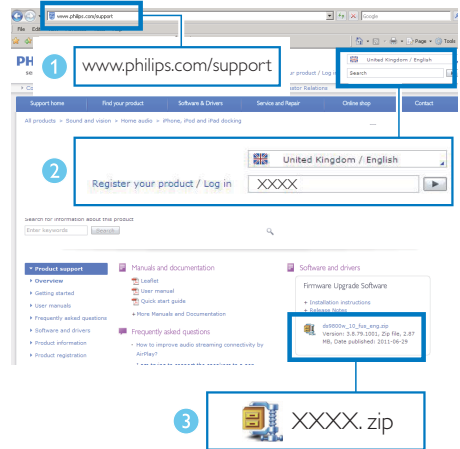 www.philips.com/support
Google
File
Page
Tools
1 www.philips.com/support
PH
United Kingdom / English
Search
r product / Log in
ator Relations
Support home Find your product Software & Drivers Service and Repair Online shop Contact
All products > Sound and vision > Home audio > iPhone, iPod and iPad docking
2
United Kingdom / English
Register your product / Log in XXXX
Search for information about this product
Enter keywords Search
Product support
Overview
Getting started
User manuals
Frequently asked questions
Software and drivers
Product information
Product registration
Manuals and documentation
Leaflet
User manual
Quick start guide
+ More Manuals and Documentation
Frequently asked questions
- How to improve audio streaming connectivity by
AirPlay?
Software and drivers
Firmware Upgrade Software
+ Installation instructions
+ Release Notes
ds9800w_10_fus_eng.zip
Version: 3.8.79.1001, Zip file, 2.87
MB, Date published: 2011-06-29
3 XXXX. zip